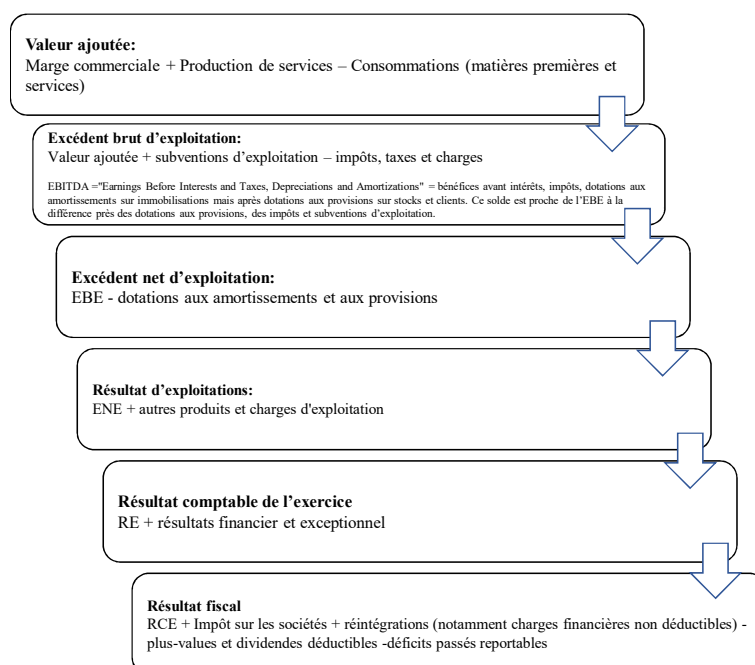 Valeur ajoutée:
Marge commerciale + Production de services – Consommations (matières premières et
services)
Excédent brut d'exploitation:
Valeur ajoutée + subventions d'exploitation – impôts, taxes et charges
EBITDA ="Earnings Before Interests and Taxes, Depreciations and Amortizations" = bénéfices avant intérêts, impôts, dotations aux
amortissements sur immobilisations mais après dotations aux provisions sur stocks et clients. Ce solde est proche de l'EBE à la
différence près des dotations aux provisions, des impôts et subventions d'exploitation.
Excédent net d'exploitation:
EBE - dotations aux amortissements et aux provisions
Résultat d'exploitations:
ENE + autres produits et charges d'exploitation
Résultat comptable de l'exercice
RE + résultats financier et exceptionnel
Résultat fiscal
RCE + Impôt sur les sociétés + réintégrations (notamment charges financières non déductibles) -
plus-values et dividendes déductibles -déficits passés reportables